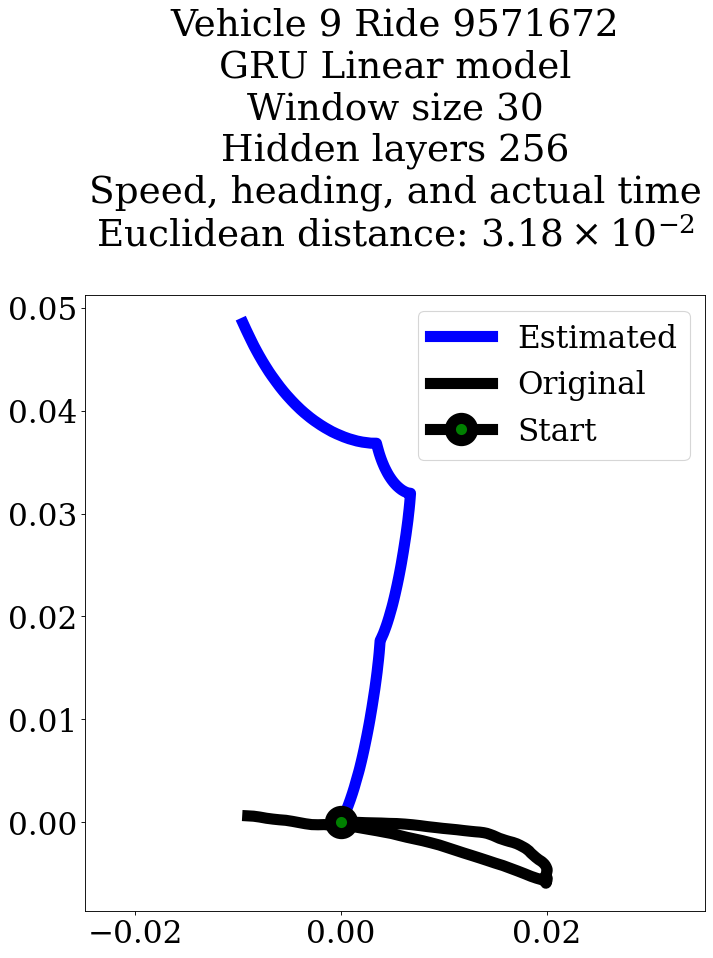 Vehicle 9 Ride 9571672
GRU Linear model
Window size 30
Hidden layers 256
Speed, heading, and actual time
Euclidean distance: 3.18 × 10⁻²
0.05
0.04
0.03
0.02
0.01
0.00
Estimated
Original
Start
−0.02 0.00 0.02